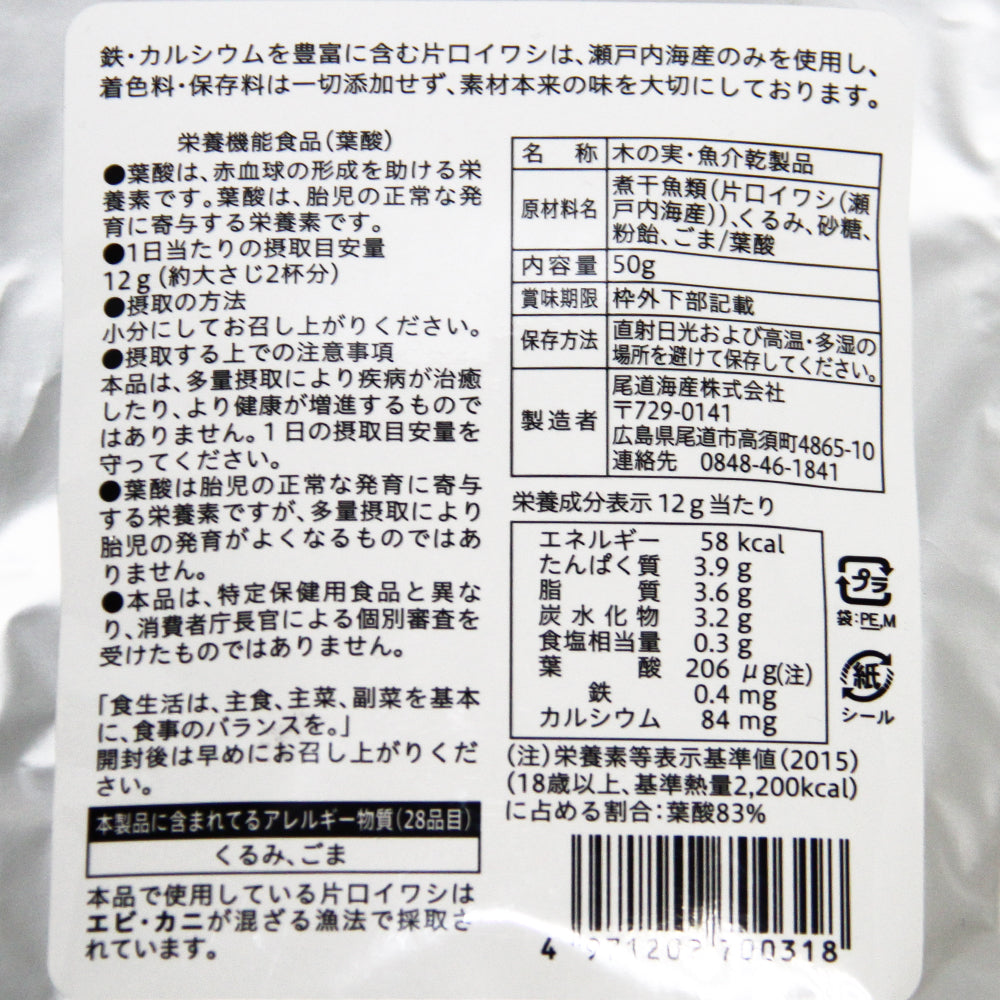 鉄・カルシウムを豊富に含む片口イワシは、瀬戸内海産のみを使用し、
着色料・保存料は一切添加せず、素材本来の味を大切にしております。
栄養機能食品(葉酸)
●葉酸は、赤血球の形成を助ける栄
養素です。葉酸は、胎児の正常な発
育に寄与する栄養素です。
●1日当たりの摂取目安量
12g(約大さじ2杯分)
●摂取の方法
小分にしてお召し上がりください。
●摂取する上での注意事項
本品は、多量摂取により疾病が治癒
したり、より健康が増進するもので
はありません。1日の摂取目安量を
守ってください。
●葉酸は胎児の正常な発育に寄与
する栄養素ですが、多量摂取により
胎児の発育がよくなるものではあ
りません。
●本品は、特定保健用食品と異な
り、消費者庁長官による個別審査を
受けたものではありません。
「食生活は、主食、主菜、副菜を基本
に、食事のバランスを。」
開封後は早めにお召し上がりくだ
さい。
本製品に含まれてるアレルギー物質(28品目)
くるみ、ごま
本品で使用している片口イワシは
エビ・カニが混ざる漁法で採取さ
れています。
名称 木の実・魚介乾製品
原材料名 煮干魚類(片口イワシ(瀬
戸内海産))、くるみ、砂糖、
粉飴、ごま/葉酸
内容量 50g
賞味期限 枠外下部記載
保存方法 直射日光および高温・多湿の
場所を避けて保存してください。
製造者 尾道海産株式会社
〒729-0141
広島県尾道市高須町4865-10
連絡先 0848-46-1841
栄養成分表示12g当たり
エネルギー 58 kcal
たんぱく質 3.9 g
脂質 3.6 g
炭水化物 3.2 g
食塩相当量 0.3 g
葉酸 206 μg(注)
鉄 0.4 mg
カルシウム 84 mg
(注)栄養素等表示基準値(2015)
(18歳以上、基準熱量2,200kcal)
に占める割合:葉酸83%
プラ
袋:PE,M
紙
シール
4 971202 700318